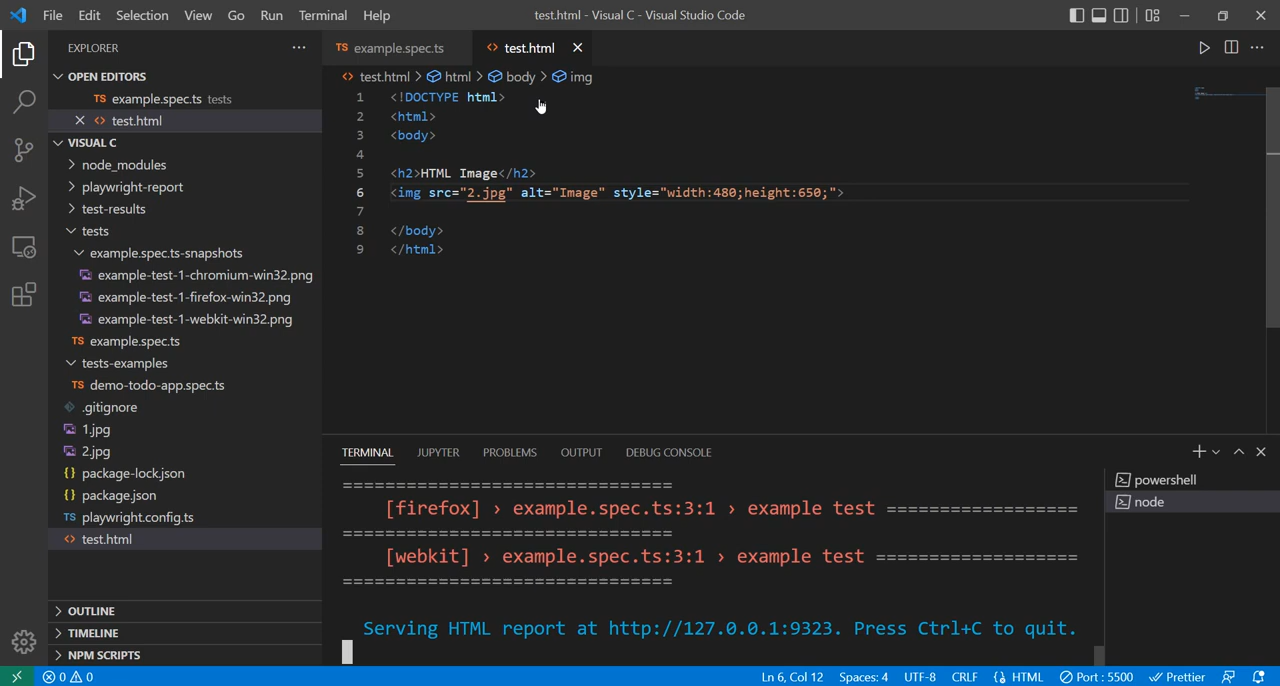 File Edit Selection View Go Run Terminal Help
test.html - Visual C - Visual Studio Code
EXPLORER
OPEN EDITORS
TS example.spec.ts tests
test.html
VISUAL C
node_modules
playwright-report
test-results
tests
example.spec.ts-snapshots
example-test-1-chromium-win32.png
example-test-1-firefox-win32.png
example-test-1-webkit-win32.png
TS example.spec.ts
tests-examples
TS demo-todo-app.spec.ts
.gitignore
1.jpg
2.jpg
{} package-lock.json
{} package.json
TS playwright.config.ts
<> test.html
OUTLINE
TIMELINE
NPM SCRIPTS
TS example.spec.ts
<> test.html
<> test.html > html > body > img
1 <!DOCTYPE html>
2 <html>
3 <body>
4
5 <h2>HTML Image</h2>
6 <img src="2.jpg" alt="Image" style="width:480;height:650;">
7
8 </body>
9 </html>
TERMINAL JUPYTER PROBLEMS OUTPUT DEBUG CONSOLE
===============================
[firefox] › example.spec.ts:3:1 › example test ==================
===============================
[webkit] › example.spec.ts:3:1 › example test ===================
===============================
Serving HTML report at http://127.0.0.1:9323. Press Ctrl+C to quit.
powershell
node
0 0
Ln 6, Col 12 Spaces: 4 UTF-8 CRLF {} HTML Port : 5500 Prettier